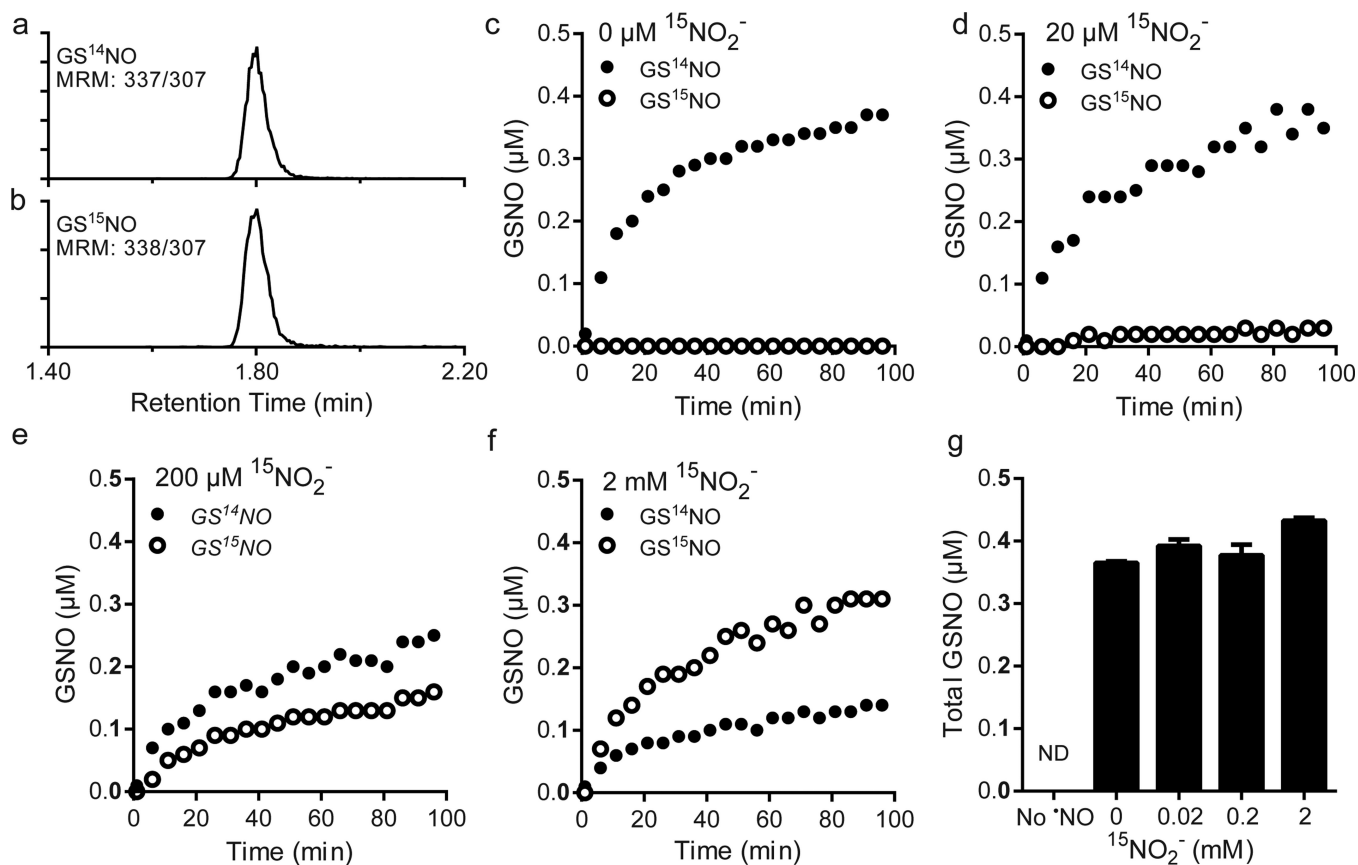 a
GS¹⁴NO
MRM: 337/307
b
GS¹⁵NO
MRM: 338/307
1.40 1.80 2.20
Retention Time (min)
c
0 µM ¹⁵NO₂⁻
GS¹⁴NO
GS¹⁵NO
0.5
0.4
0.3
0.2
0.1
0.0
GSNO (µM)
0 20 40 60 80 100
Time (min)
d
20 µM ¹⁵NO₂⁻
GS¹⁴NO
GS¹⁵NO
0.5
0.4
0.3
0.2
0.1
0.0
GSNO (µM)
0 20 40 60 80 100
Time (min)
e
200 µM ¹⁵NO₂⁻
GS¹⁴NO
GS¹⁵NO
0.5
0.4
0.3
0.2
0.1
0.0
GSNO (µM)
0 20 40 60 80 100
Time (min)
f
2 mM ¹⁵NO₂⁻
GS¹⁴NO
GS¹⁵NO
0.5
0.4
0.3
0.2
0.1
0.0
GSNO (µM)
0 20 40 60 80 100
Time (min)
g
0.5
0.4
0.3
0.2
0.1
0.0
Total GSNO (µM)
ND
No •NO 0 0.02 0.2 2
¹⁵NO₂⁻ (mM)